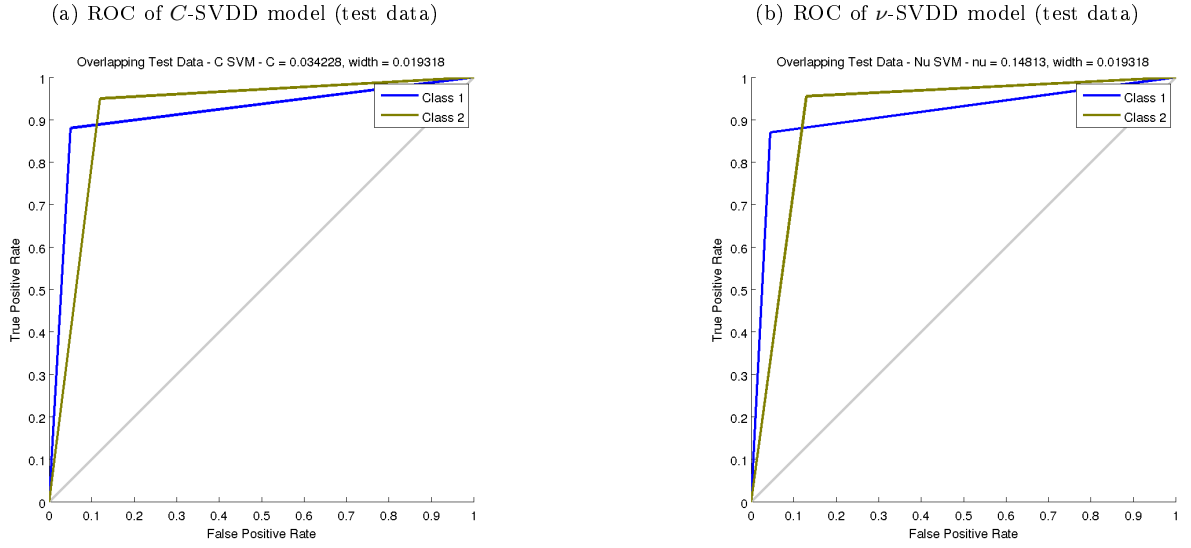 (a) ROC of C-SVDD model (test data)
Overlapping Test Data - C SVM - C = 0.034228, width = 0.019318
1
0.9
0.8
0.7
0.6
0.5
0.4
0.3
0.2
0.1
0
True Positive Rate
Class 1
Class 2
0 0.1 0.2 0.3 0.4 0.5 0.6 0.7 0.8 0.9 1
False Positive Rate
(b) ROC of ν-SVDD model (test data)
Overlapping Test Data - Nu SVM - nu = 0.14813, width = 0.019318
1
0.9
0.8
0.7
0.6
0.5
0.4
0.3
0.2
0.1
0
True Positive Rate
Class 1
Class 2
0 0.1 0.2 0.3 0.4 0.5 0.6 0.7 0.8 0.9 1
False Positive Rate